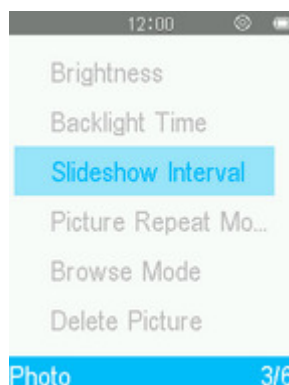 12:00
Brightness
Backlight Time
Slideshow Interval
Picture Repeat Mo...
Browse Mode
Delete Picture
Photo 3/6